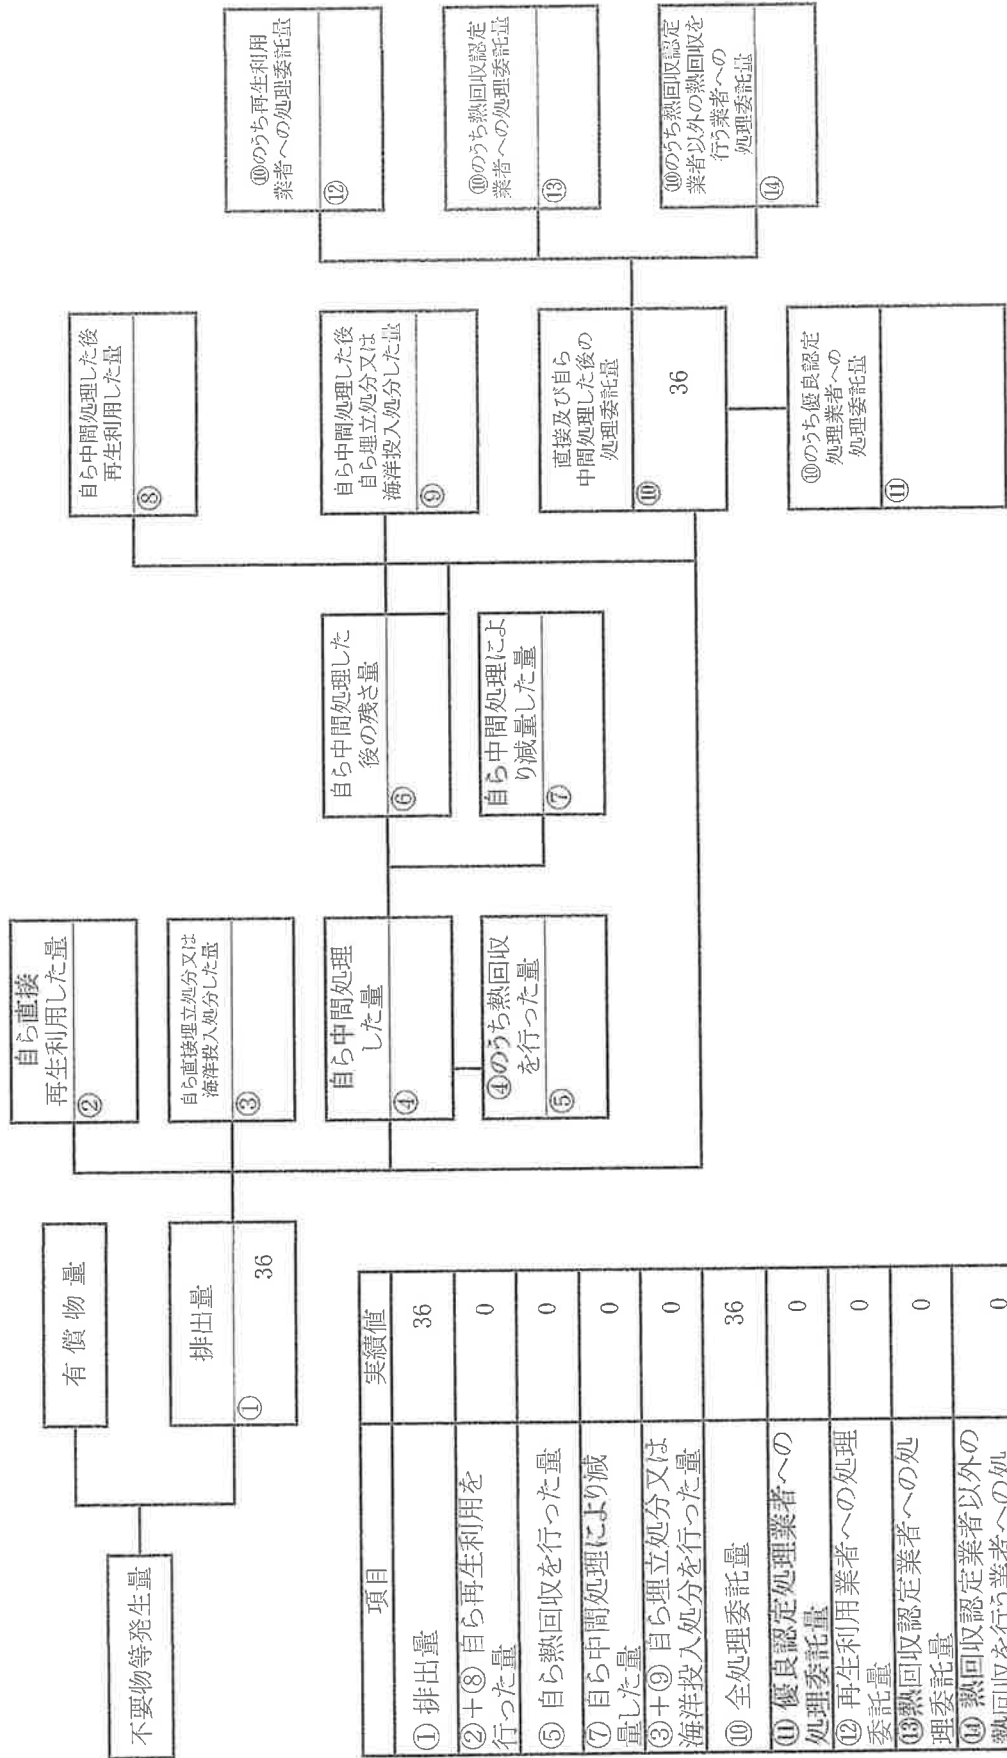 不要物等発生量
有償物量
排出量
①
36
自ら直接
再生利用した量
②
自ら直接埋立処分又は
海洋投入処分した量
③
自ら中間処理
した量
④
④のうち熱回収
を行った量
⑤
自ら中間処理した
後の残さ量
⑥
自ら中間処理によ
り減量した量
⑦
自ら中間処理した後
再生利用した量
⑧
自ら中間処理した後
自ら埋立処分又は
海洋投入処分した量
⑨
直接及び自ら
中間処理した後の
処理委託量
⑩
36
⑩のうち優良認定
処理業者への
処理委託量
⑪
⑩のうち再生利用
業者への処理委託量
⑫
⑩のうち熱回収認定
業者への処理委託量
⑬
⑩のうち熱回収認定
業者以外の熱回収を
行う業者への
処理委託量
⑭
項目 実績値
① 排出量 36
②+⑧ 自ら再生利用を
行った量 0
⑤ 自ら熱回収を行った量 0
⑦ 自ら中間処理により減
量した量 0
③+⑨ 自ら埋立処分又は
海洋投入処分を行った量 0
⑩ 全処理委託量 36
⑪ 優良認定処理業者への
処理委託量 0
⑫ 再生利用業者への処理
委託量 0
⑬熱回収認定業者への処
理委託量 0
⑭ 熱回収認定業者以外の
熱回収を行う業者への処 0